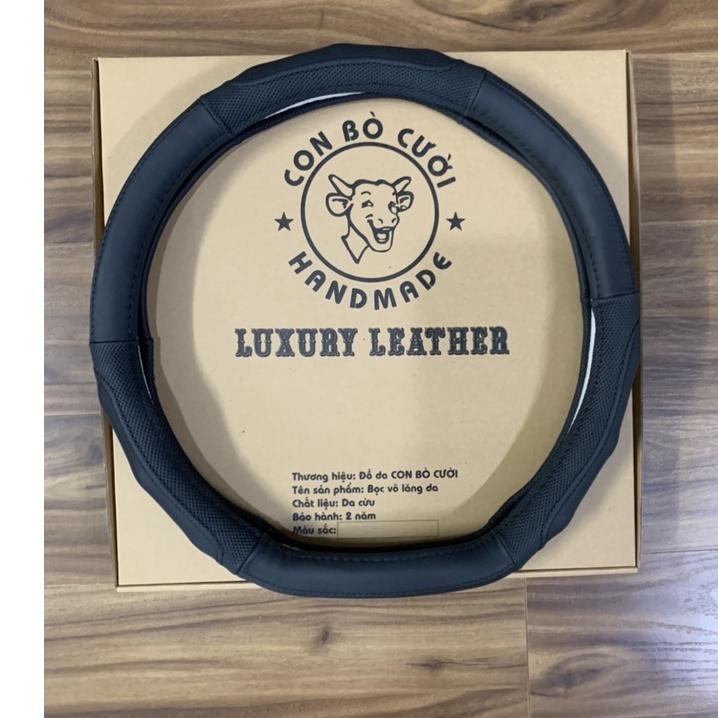 CON BÒ CƯỜI
HANDMADE
LUXURY LEATHER
Thương hiệu: Đồ da CON BÒ CƯỜI
Tên sản phẩm: Bọc vô lăng da
Chất liệu: Da cừu
Bảo hành: 2 năm
Màu sắc: